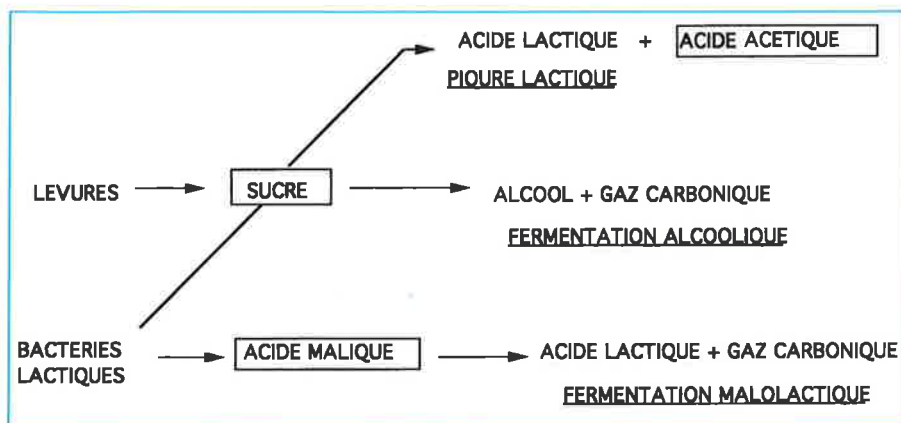 ACIDE LACTIQUE + ACIDE ACETIQUE
PIQURE LACTIQUE
LEVURES SUCRE ALCOOL + GAZ CARBONIQUE
FERMENTATION ALCOOLIQUE
BACTERIES
LACTIQUES
ACIDE MALIQUE ACIDE LACTIQUE + GAZ CARBONIQUE
FERMENTATION MALOLACTIQUE